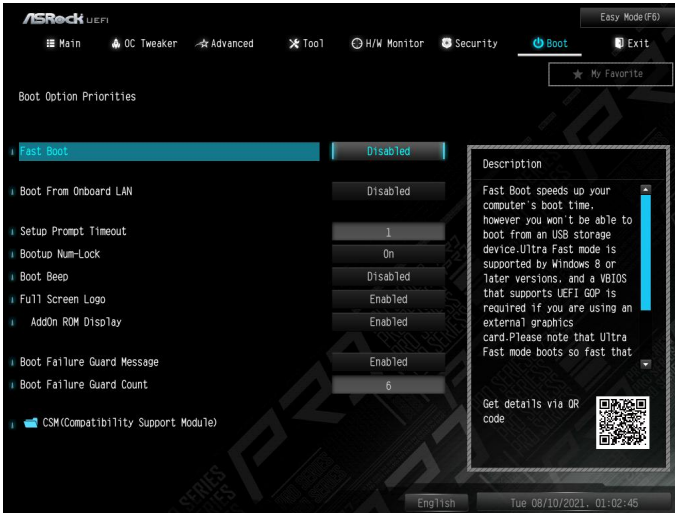 ASRock UEFI
Easy Mode(F6)
Main
OC Tweaker
Advanced
Tool
H/W Monitor
Security
Boot
Exit
My Favorite
Boot Option Priorities
Fast Boot
Disabled
Boot From Onboard LAN
Disabled
Setup Prompt Timeout
1
Bootup Num-Lock
On
Boot Beep
Disabled
Full Screen Logo
Enabled
AddOn ROM Display
Enabled
Boot Failure Guard Message
Enabled
Boot Failure Guard Count
6
CSM(Compatibility Support Module)
Description
Fast Boot speeds up your
computer's boot time,
however you won't be able to
boot from an USB storage
device.Ultra Fast mode is
supported by Windows 8 or
later versions, and a VBIOS
that supports UEFI GOP is
required if you are using an
external graphics
card.Please note that Ultra
Fast mode boots so fast that
Get details via QR
code
English
Tue 08/10/2021, 01:02:45